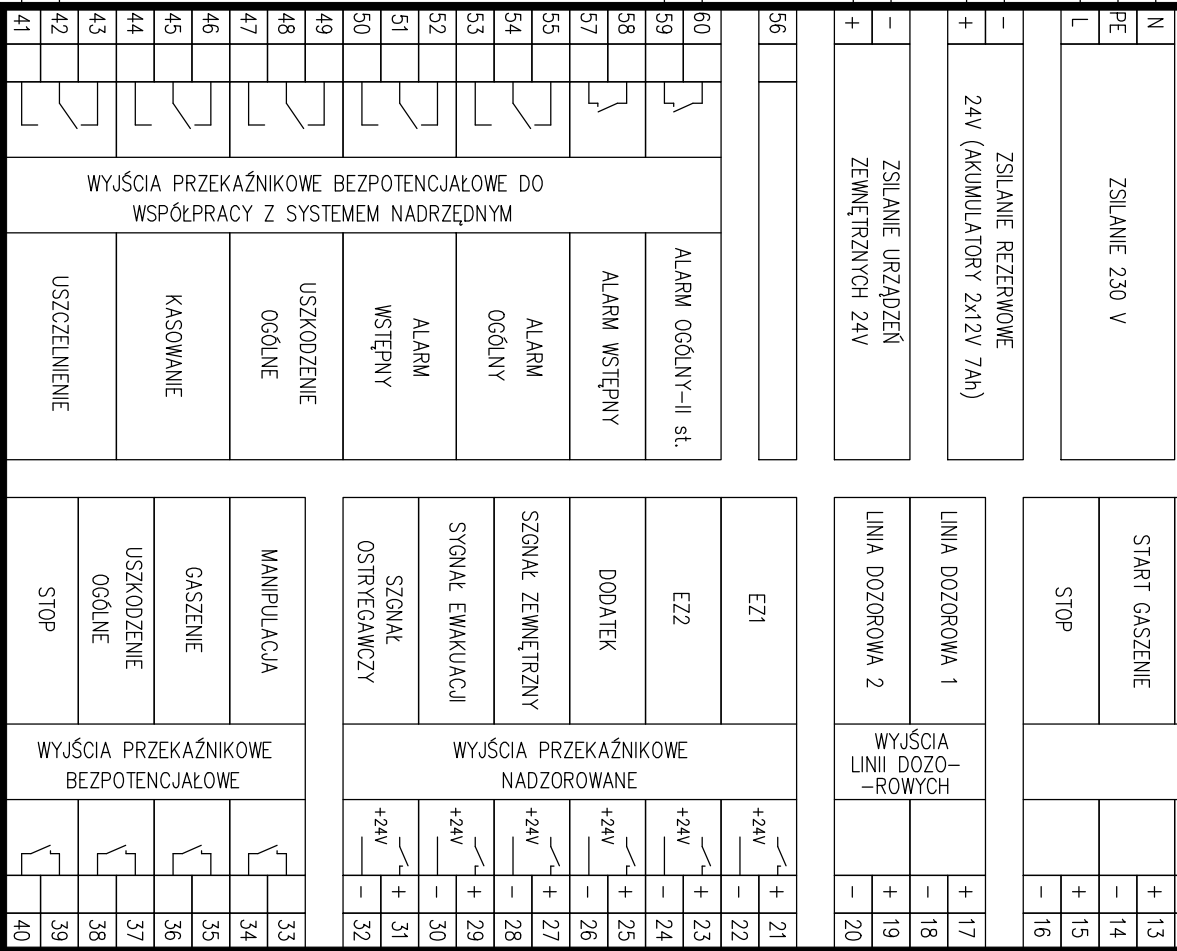 41
42
43
44
45
46
47
48
49
50
51
52
53
54
55
57
58
59
60
56
+
-
+
-
L
PE
N
WYJŚCIA PRZEKAŹNIKOWE BEZPOTENCJAŁOWE DO
WSPÓŁPRACY Z SYSTEMEM NADRZĘDNYM
USZCZELNIENIE
KASOWANIE
USZKODZENIE
OGÓLNE
ALARM
WSTĘPNY
ALARM
OGÓLNY
ALARM WSTĘPNY
ALARM OGÓLNY-II st.
ZSILANIE URZĄDZEŃ
ZEWNĘTRZNYCH 24V
ZSILANIE REZERWOWE
24V (AKUMULATORY 2x12V 7Ah)
ZSILANIE 230 V
STOP
USZKODZENIE
OGÓLNE
GASZENIE
MANIPULACJA
SZGNAŁ
OSTRYEGAWCZY
SYGNAŁ EWAKUACJI
SZGNAŁ ZEWNĘTRZNY
DODATEK
EZ2
EZ1
LINIA DOZOROWA 2
LINIA DOZOROWA 1
STOP
START GASZENIE
WYJŚCIA PRZEKAŹNIKOWE
BEZPOTENCJAŁOWE
WYJŚCIA PRZEKAŹNIKOWE
NADZOROWANE
WYJŚCIA
LINII DOZO-
-ROWYCH
+24V
+24V
+24V
+24V
+24V
+24V
-
+
-
+
-
+
-
+
-
+
-
+
-
+
-
+
-
+
-
+
40
39
38
37
36
35
34
33
32
31
30
29
28
27
26
25
24
23
22
21
20
19
18
17
16
15
14
13